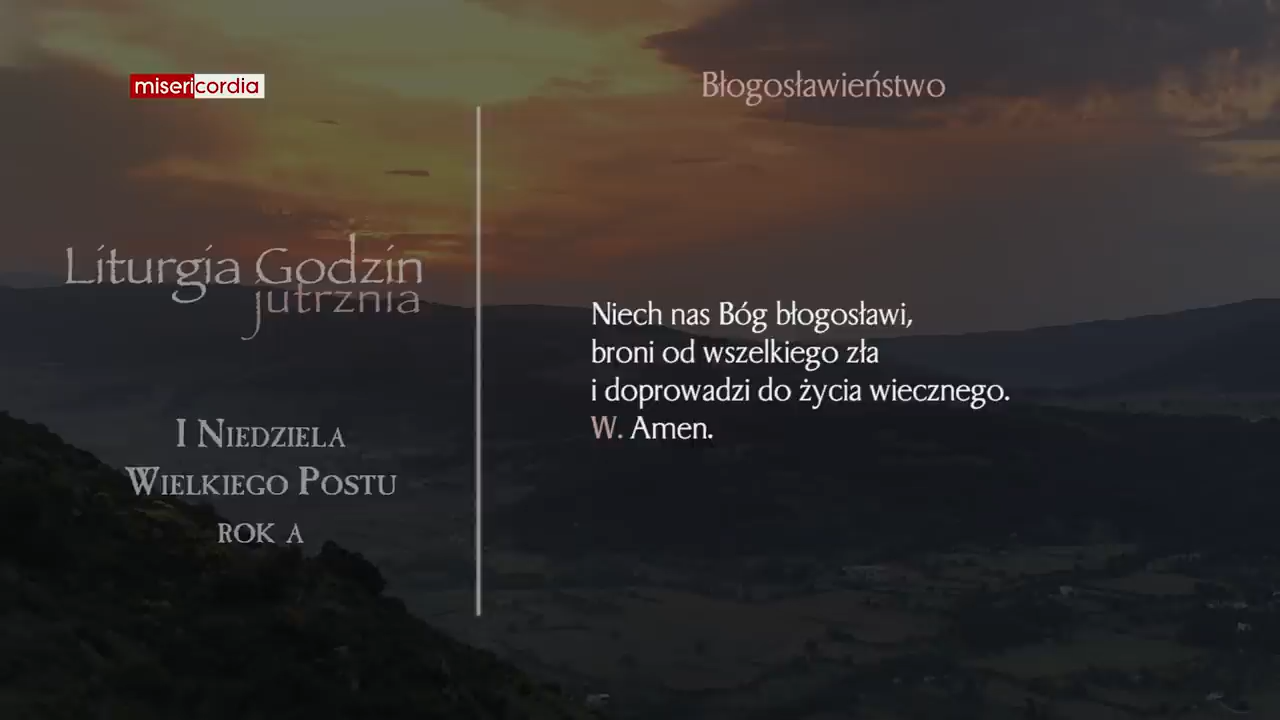 misericordia
Błogosławieństwo
Liturgia Godzin
jutrznia
I Niedziela
Wielkiego Postu
rok A
Niech nas Bóg błogosławi,
broni od wszelkiego zła
i doprowadzi do życia wiecznego.
W. Amen.